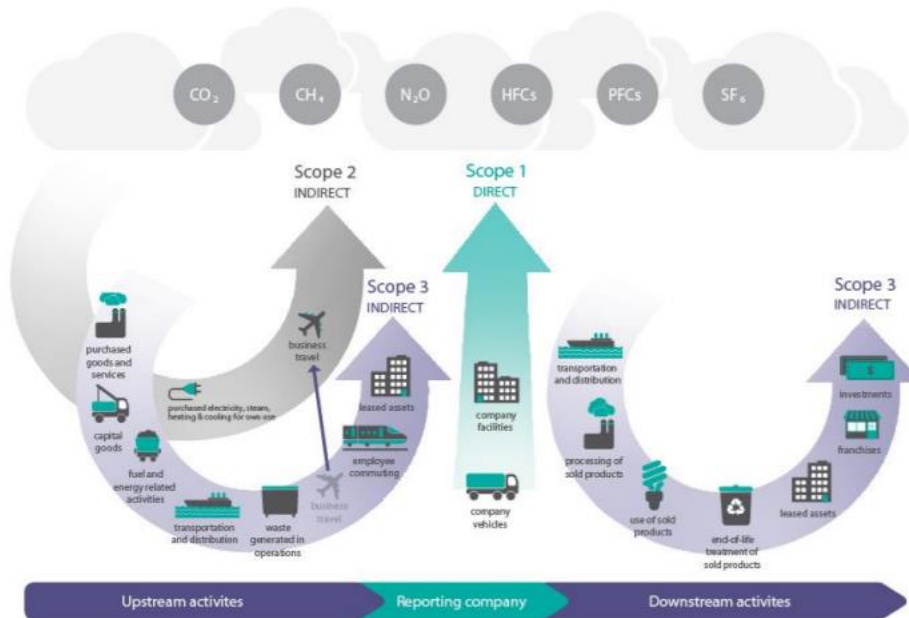 CO₂ CH₄ N₂O HFCs PFCs SF₆
Scope 2
INDIRECT
Scope 1
DIRECT
Scope 3
INDIRECT
Scope 3
INDIRECT
purchased
goods and
services
capital
goods
fuel and
energy related
activities
transportation
and distribution
waste
generated in
operations
business
travel
purchased electricity, steam,
heating & cooling for own use
business
travel
leased assets
employee
commuting
company
facilities
company
vehicles
transportation
and distribution
processing of
sold products
use of sold
products
end-of-life
treatment of
sold products
leased assets
franchises
$
investments
Upstream activites
Reporting company
Downstream activites